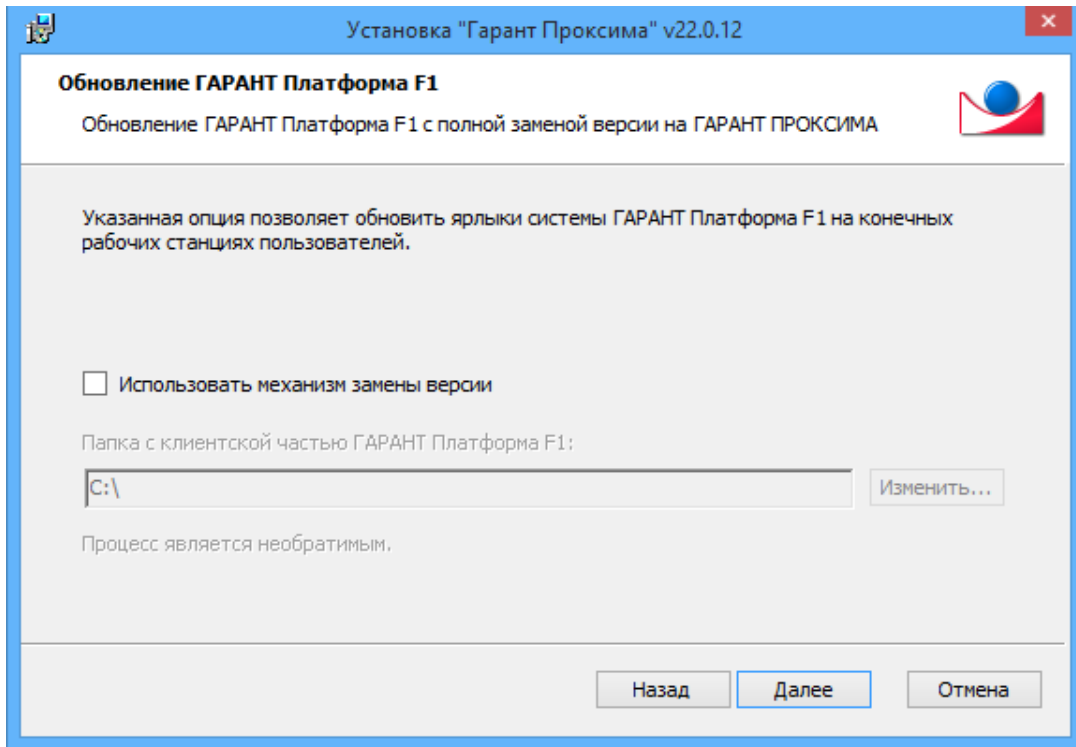 Установка "Гарант Проксима" v22.0.12
Обновление ГАРАНТ Платформа F1
Обновление ГАРАНТ Платформа F1 с полной заменой версии на ГАРАНТ ПРОКСИМА
Указанная опция позволяет обновить ярлыки системы ГАРАНТ Платформа F1 на конечных
рабочих станциях пользователей.
Использовать механизм замены версии
Папка с клиентской частью ГАРАНТ Платформа F1:
C:\
Изменить...
Процесс является необратимым.
Назад
Далее
Отмена